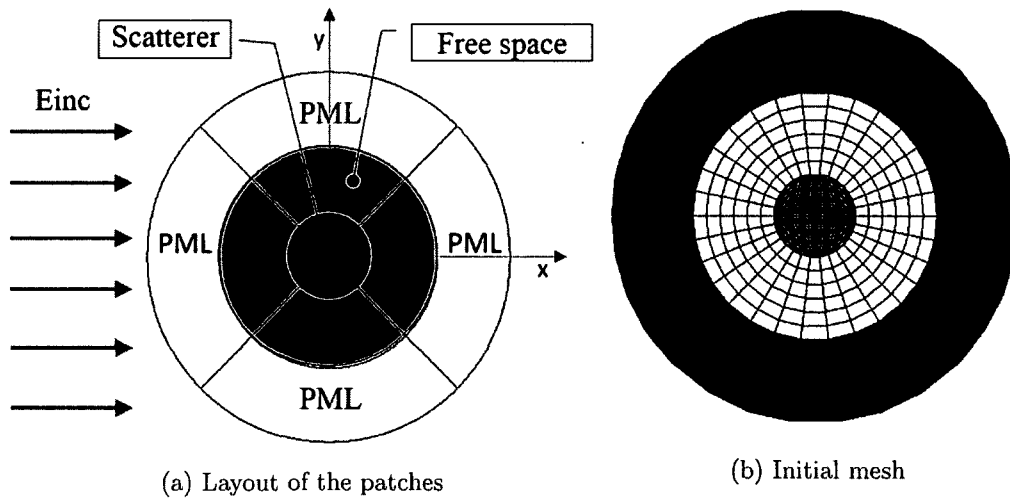 Scatterer
y
Free space
Einc
PML
PML
PML
x
PML
(a) Layout of the patches
(b) Initial mesh